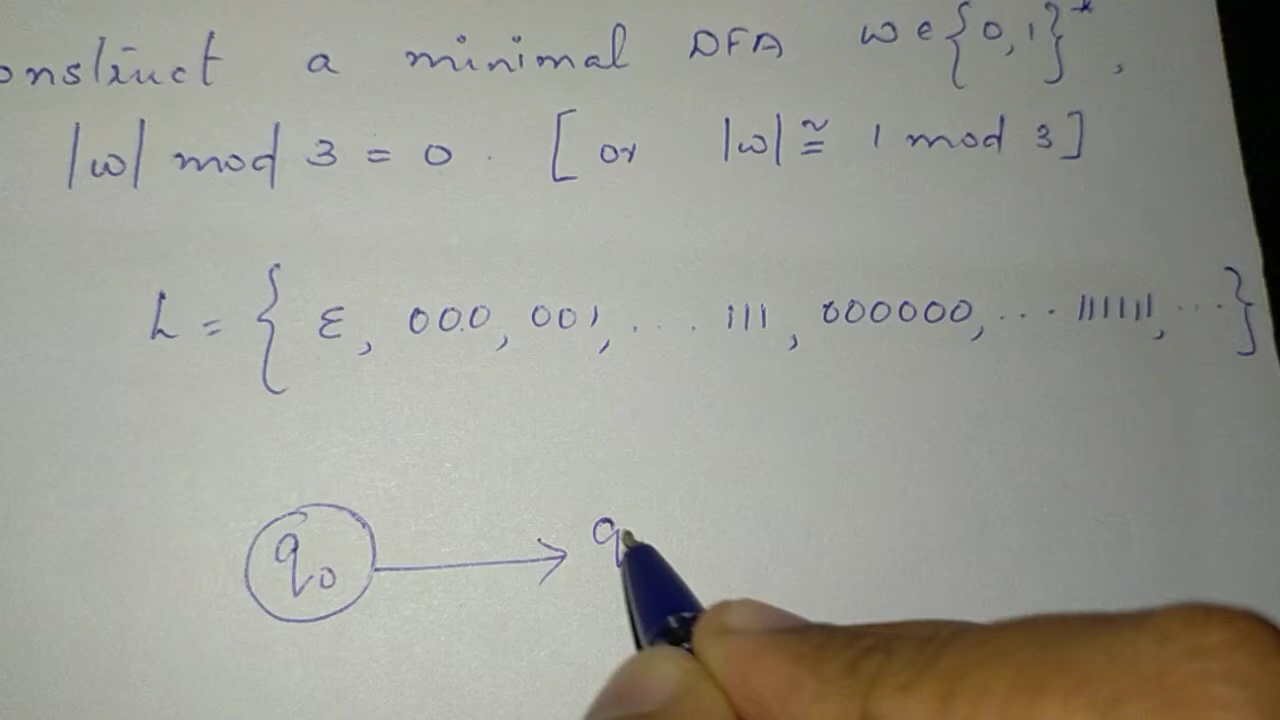 onstruct a minimal DFA w ∈ {0,1}*,
|w| mod 3 = 0. [or |w| ≅ 1 mod 3]
L = { ε, 000, 001, ... 111, 000000, ... 111111, ... }
q0 q